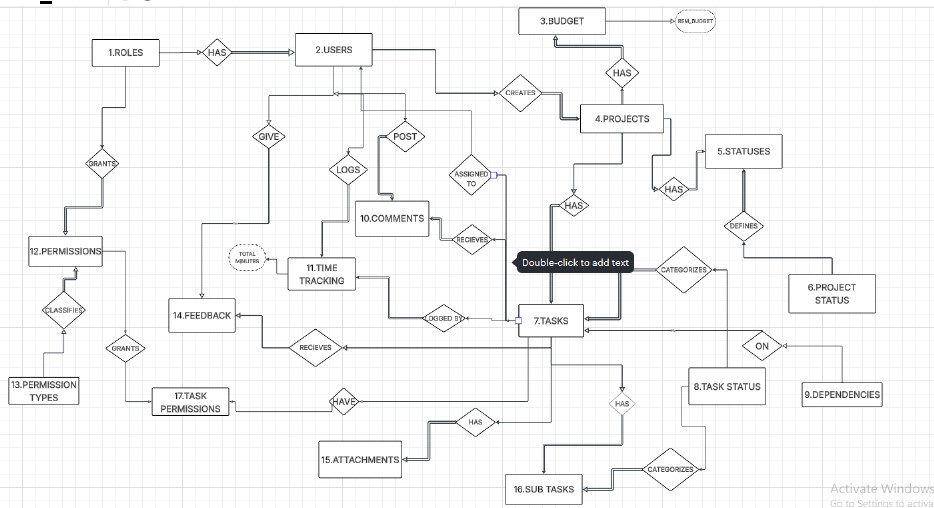 3.BUDGET
REM_BUDGET
1.ROLES
HAS
2.USERS
HAS
CREATES
4.PROJECTS
GIVE
POST
5.STATUSES
GRANTS
LOGS
ASSIGNED
TO
HAS
HAS
10.COMMENTS
DEFINES
RECIEVES
12.PERMISSIONS
TOTAL
MINUTES
11.TIME
TRACKING
Double-click to add text
CATEGORIZES
6.PROJECT
STATUS
CLASSIFIES
14.FEEDBACK
LOGGED BY
7.TASKS
GRANTS
RECIEVES
ON
13.PERMISSION
TYPES
17.TASK
PERMISSIONS
HAVE
HAS
8.TASK STATUS
9.DEPENDENCIES
HAS
15.ATTACHMENTS
CATEGORIZES
16.SUB TASKS
Activate Windows
Go to Settings to activa